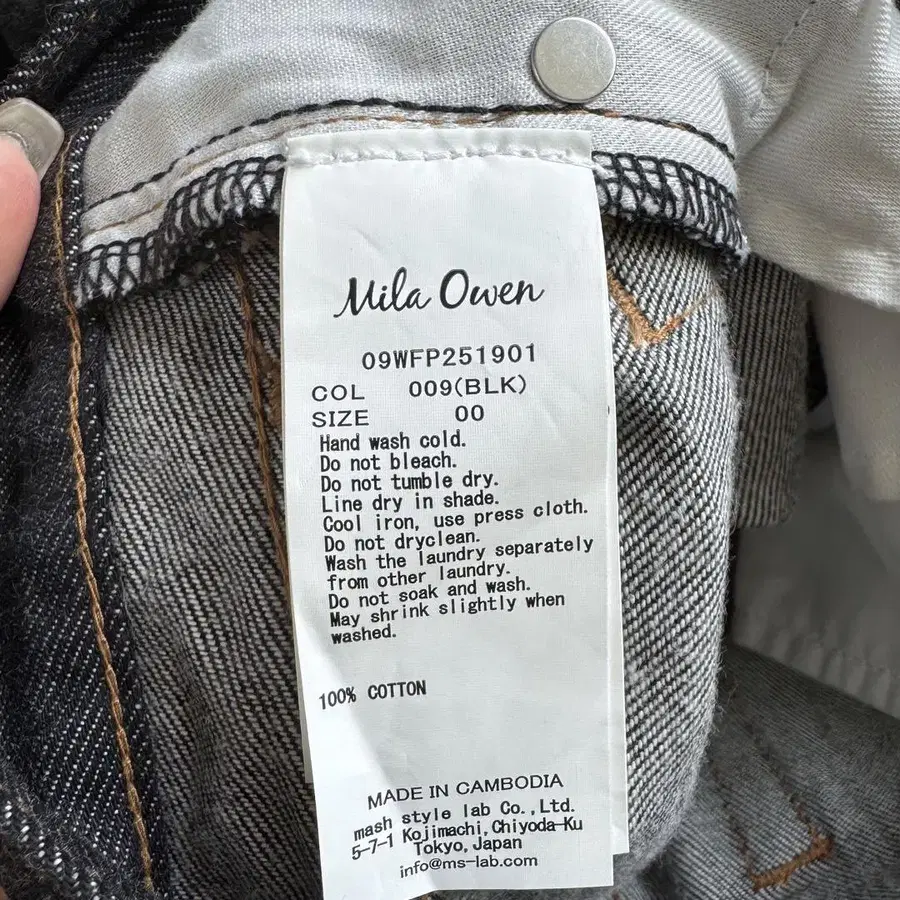 Mila Owen
09WFP251901
COL 009(BLK)
SIZE 00
Hand wash cold.
Do not bleach.
Do not tumble dry.
Line dry in shade.
Cool iron, use press cloth.
Do not dryclean.
Wash the laundry separately
from other laundry.
Do not soak and wash.
May shrink slightly when
washed.
100% COTTON
MADE IN CAMBODIA
mash style lab Co.,Ltd.
5-7-1 Kojimachi,Chiyoda-Ku
Tokyo,Japan
info@ms-lab.com